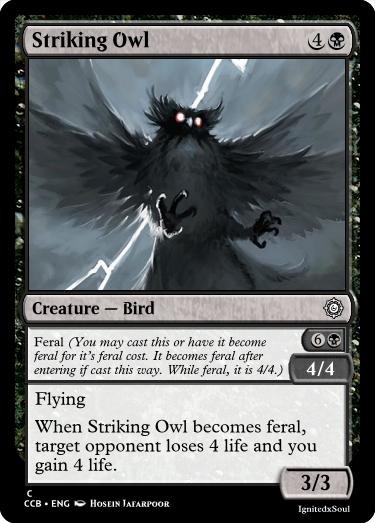 Striking Owl 4
Creature — Bird
Feral (You may cast this or have it become 6
feral for it's feral cost. It becomes feral after
entering if cast this way. While feral, it is 4/4.) 4/4
Flying
When Striking Owl becomes feral,
target opponent loses 4 life and you
gain 4 life.
3/3
C
CCB • ENG Hosein Jafarpoor
IgnitedxSoul